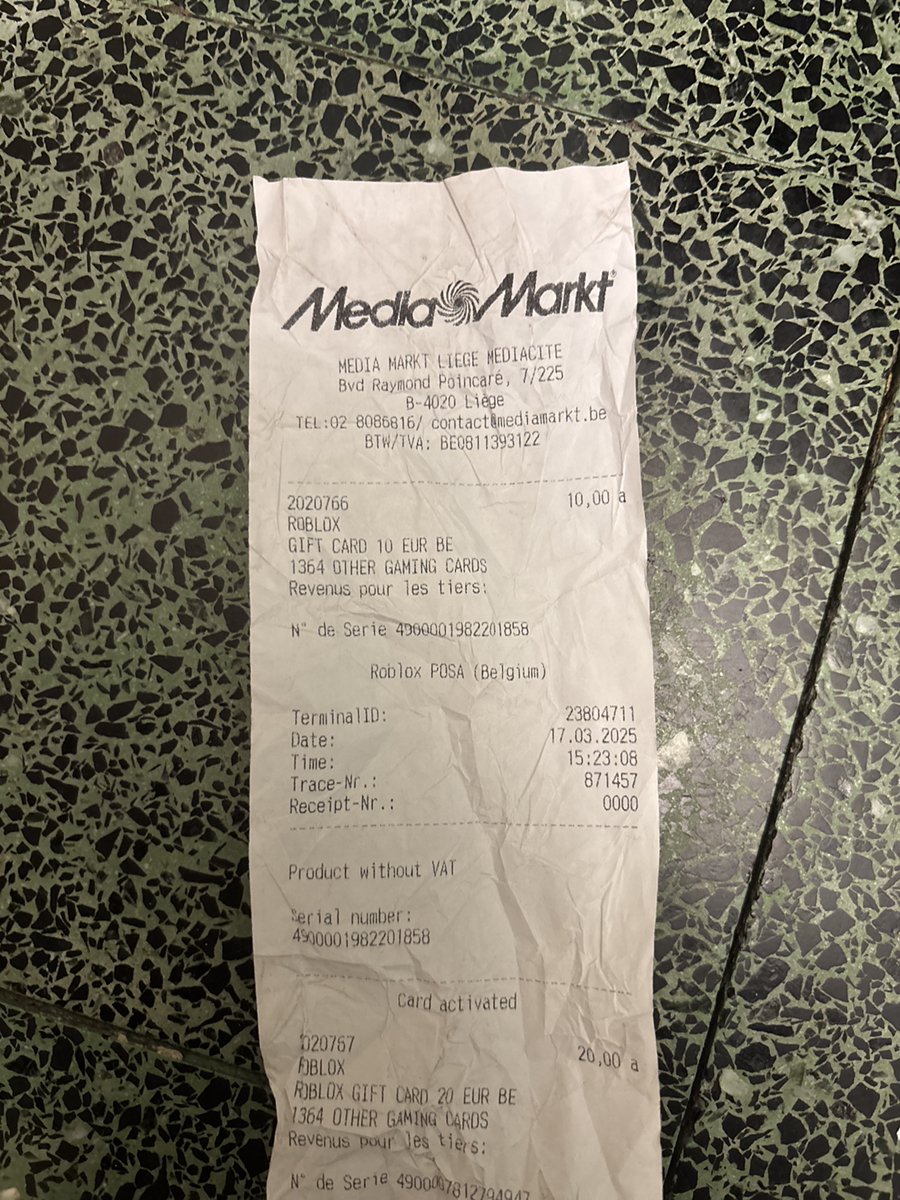 Media Markt
MEDIA MARKT LIEGE MEDIACITE
Bvd Raymond Poincaré, 7/225
B-4020 Liège
TEL:02 8086816/ contact@mediamarkt.be
BTW/TVA: BE0811393122
2020766 10,00 a
ROBLOX
GIFT CARD 10 EUR BE
1364 OTHER GAMING CARDS
Revenus pour les tiers:
N° de Serie 4900001982201858
Roblox POSA (Belgium)
TerminalID: 23804711
Date: 17.03.2025
Time: 15:23:08
Trace-Nr.: 871457
Receipt-Nr.: 0000
Product without VAT
Serial number:
4900001982201858
Card activated
2020767 20,00 a
ROBLOX
ROBLOX GIFT CARD 20 EUR BE
1364 OTHER GAMING CARDS
Revenus pour les tiers:
N° de Serie